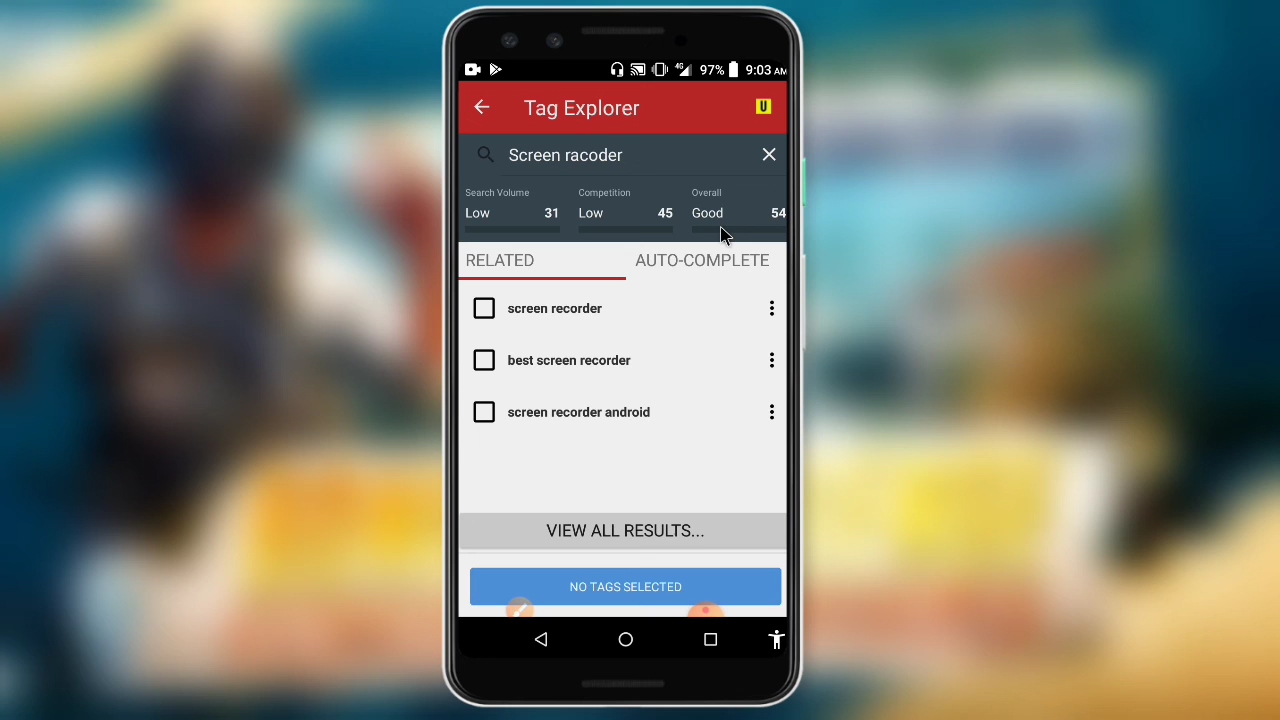 4G 97% 9:03 AM
Tag Explorer U
Screen racoder
Search Volume Competition Overall
Low 31 Low 45 Good 54
RELATED AUTO-COMPLETE
screen recorder
best screen recorder
screen recorder android
VIEW ALL RESULTS...
NO TAGS SELECTED